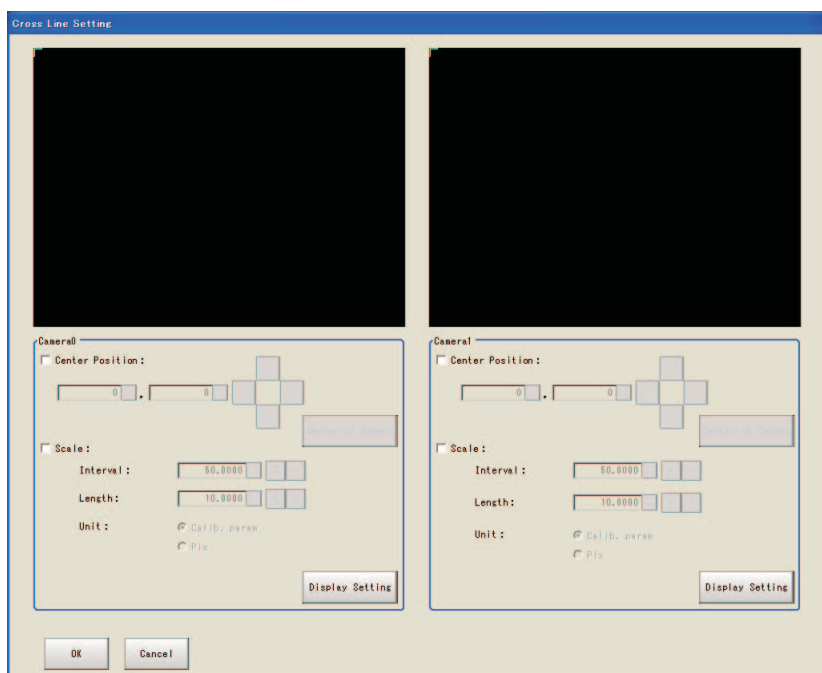 Cross Line Setting
Camera0
Center Position:
0 , 0
Center of camera
Scale:
Interval: 50.0000
Length: 10.0000
Unit: Calib. param
Pix
Display Setting
Camera1
Center Position:
0 , 0
Center of camera
Scale:
Interval: 50.0000
Length: 10.0000
Unit: Calib. param
Pix
Display Setting
OK Cancel